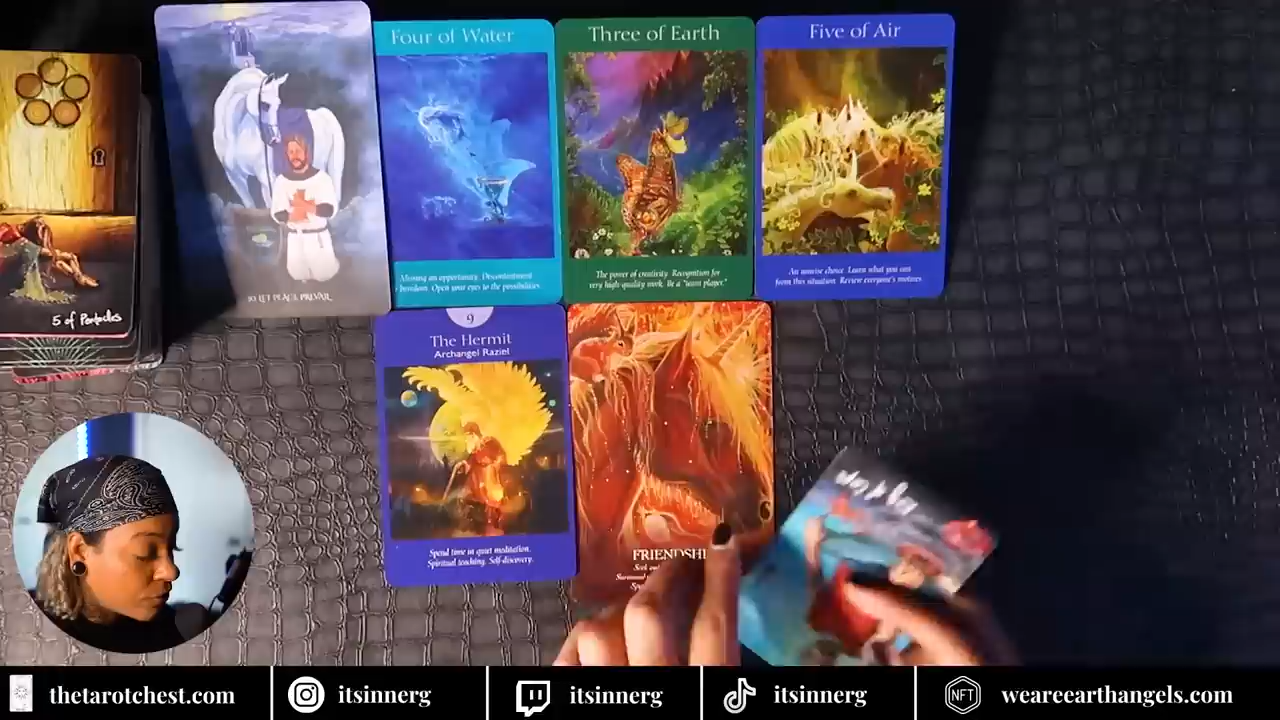 Four of Water
Three of Earth
Five of Air
5 of Pentacles
10 LET PEACE PREVAIL
Missing an opportunity. Discontentment
boredom. Open your eyes to the possibilities.
The power of creativity. Recognition for
very high-quality work. Be a "team player."
An unwise choice. Learn what you can
from this situation. Review everyone's motives.
9
The Hermit
Archangel Raziel
Spend time in quiet meditation.
Spiritual teaching. Self-discovery.
FRIENDSHI
thetarotchest.com
itsinnerg
itsinnerg
itsinnerg
NFT
weareearthangels.com